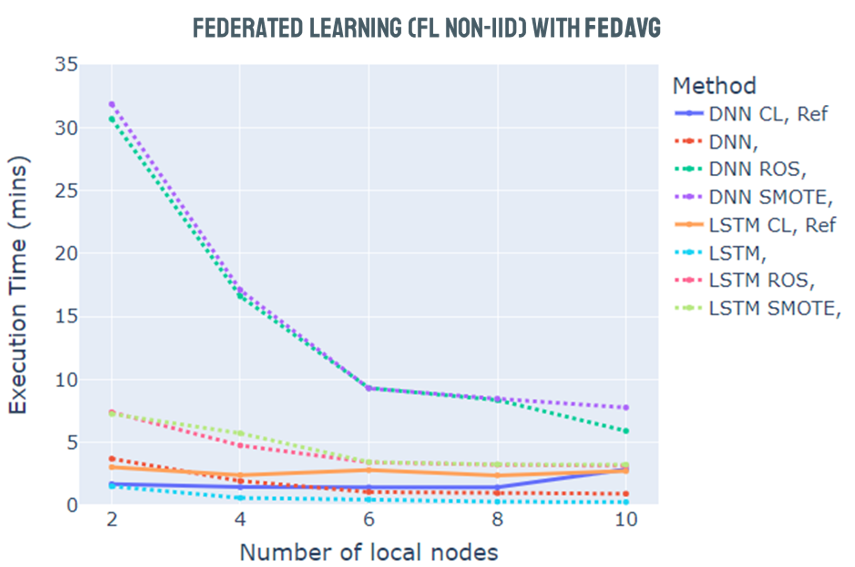 FEDERATED LEARNING (FL NON-IID) WITH FEDAVG
35
30
25
20
15
10
5
0
Execution Time (mins)
2 4 6 8 10
Number of local nodes
Method
DNN CL, Ref
DNN,
DNN ROS,
DNN SMOTE,
LSTM CL, Ref
LSTM,
LSTM ROS,
LSTM SMOTE,